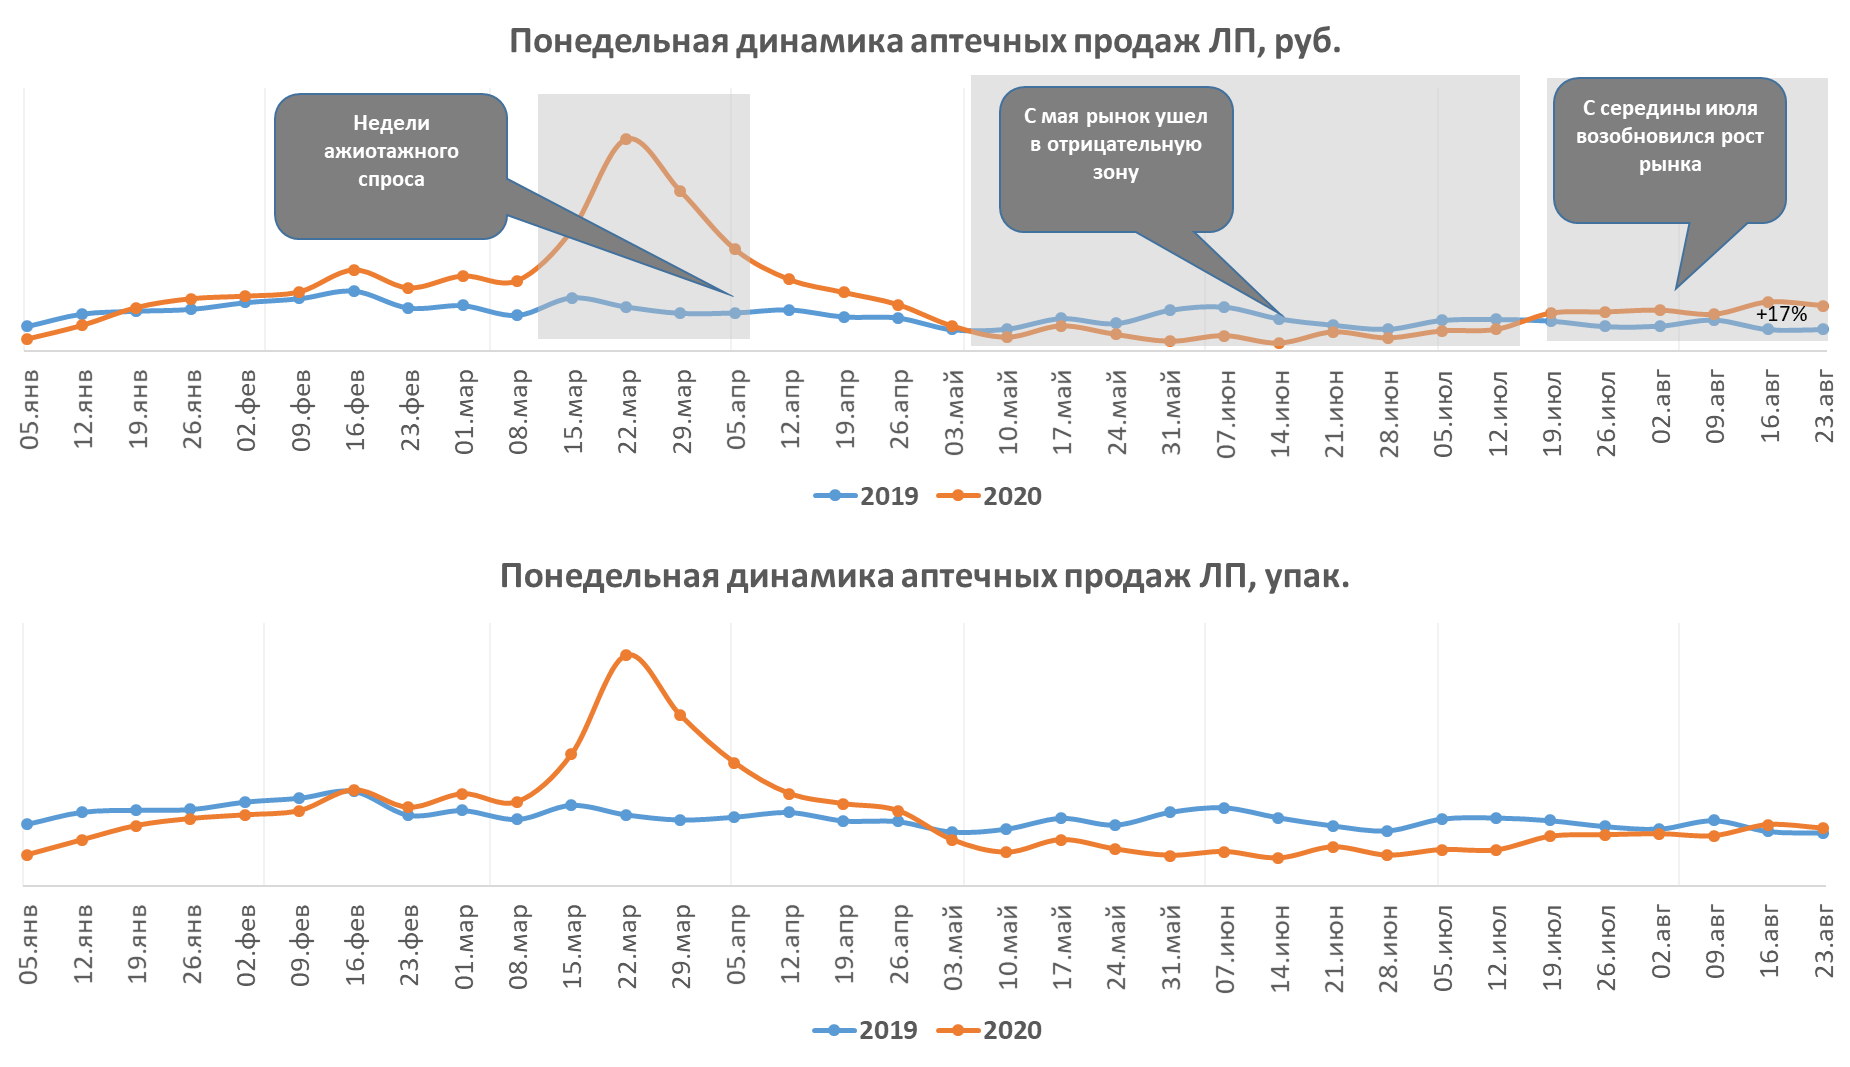 Понедельная динамика аптечных продаж ЛП, руб.
Недели
ажиотажного
спроса
С мая рынок ушел
в отрицательную
зону
С середины июля
возобновился рост
рынка
+17%
05.янв
12.янв
19.янв
26.янв
02.фев
09.фев
16.фев
23.фев
01.мар
08.мар
15.мар
22.мар
29.мар
05.апр
12.апр
19.апр
26.апр
03.май
10.май
17.май
24.май
31.май
07.июн
14.июн
21.июн
28.июн
05.июл
12.июл
19.июл
26.июл
02.авг
09.авг
16.авг
23.авг
2019 2020
Понедельная динамика аптечных продаж ЛП, упак.
05.янв
12.янв
19.янв
26.янв
02.фев
09.фев
16.фев
23.фев
01.мар
08.мар
15.мар
22.мар
29.мар
05.апр
12.апр
19.апр
26.апр
03.май
10.май
17.май
24.май
31.май
07.июн
14.июн
21.июн
28.июн
05.июл
12.июл
19.июл
26.июл
02.авг
09.авг
16.авг
23.авг
2019 2020